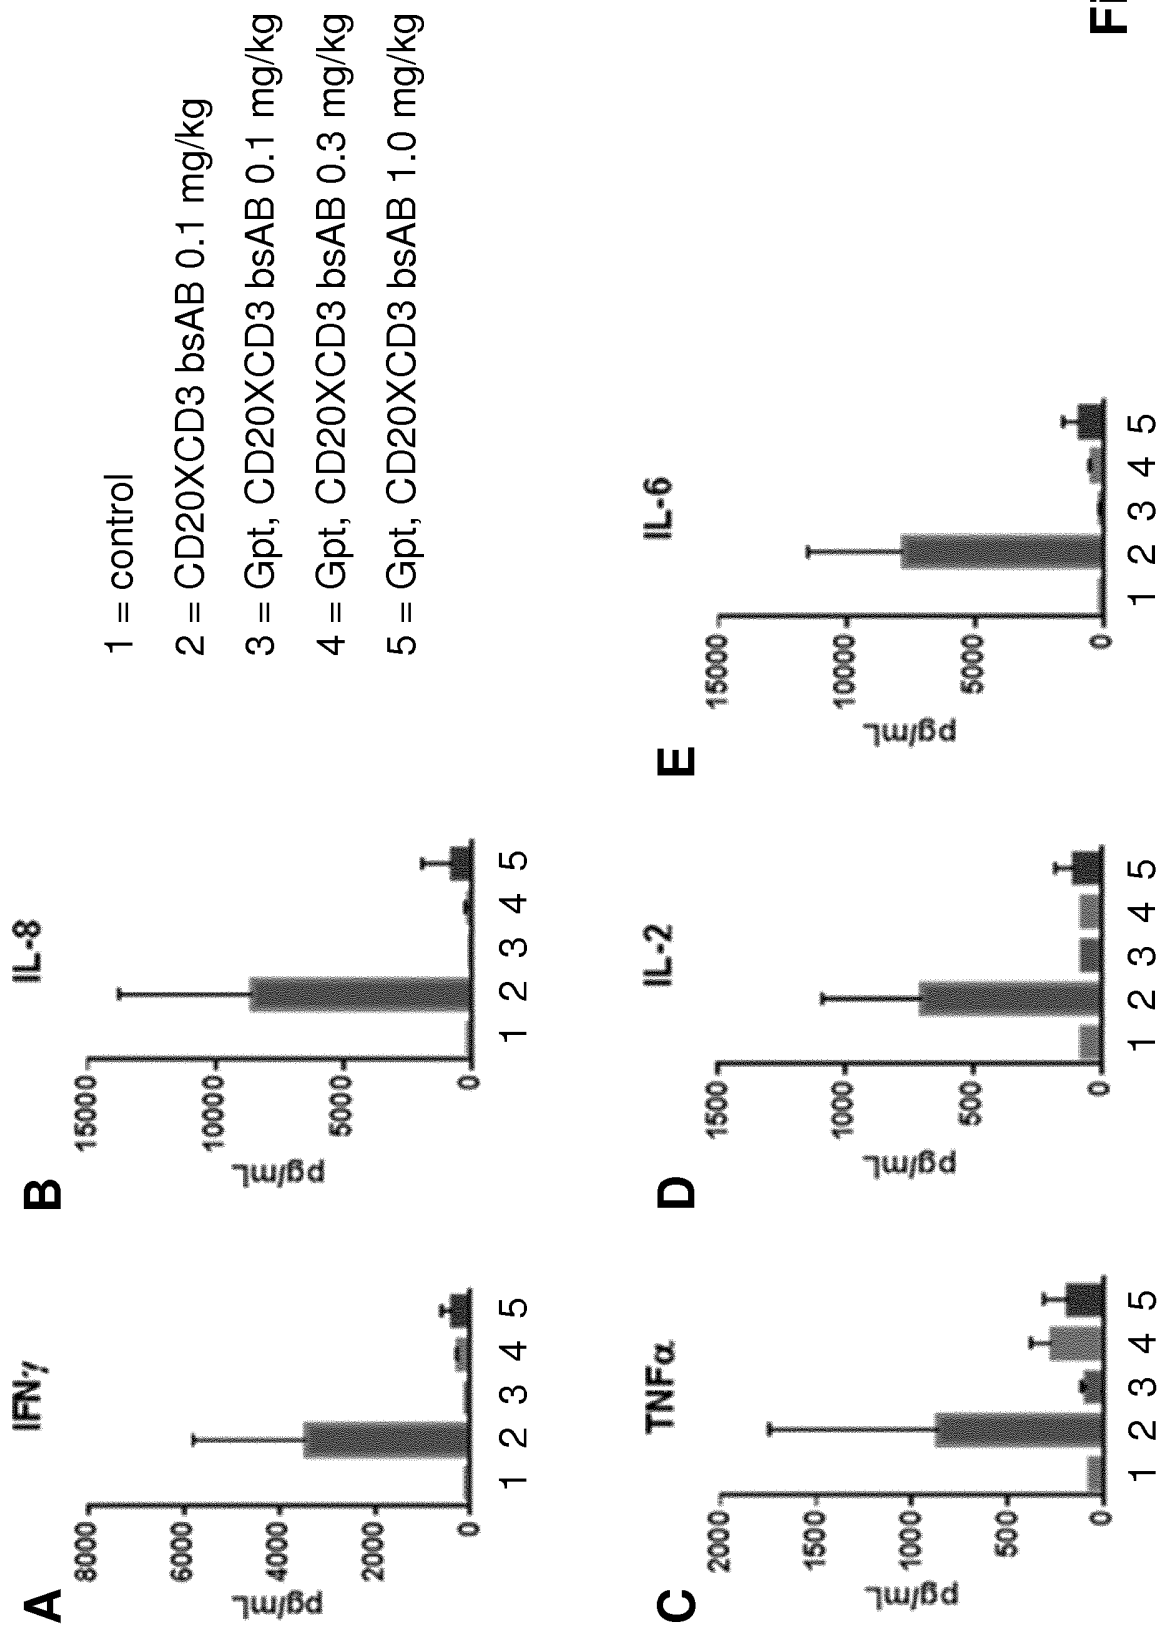 A
IFNγ
pg/mL
8000
6000
4000
2000
0
1 2 3 4 5
B
IL-8
pg/mL
15000
10000
5000
0
1 2 3 4 5
1 = control
2 = CD20XCD3 bsAB 0.1 mg/kg
3 = Gpt, CD20XCD3 bsAB 0.1 mg/kg
4 = Gpt, CD20XCD3 bsAB 0.3 mg/kg
5 = Gpt, CD20XCD3 bsAB 1.0 mg/kg
C
TNFα
pg/mL
2000
1500
1000
500
0
1 2 3 4 5
D
IL-2
pg/mL
1500
1000
500
0
1 2 3 4 5
E
IL-6
pg/mL
15000
10000
5000
0
1 2 3 4 5
Fi